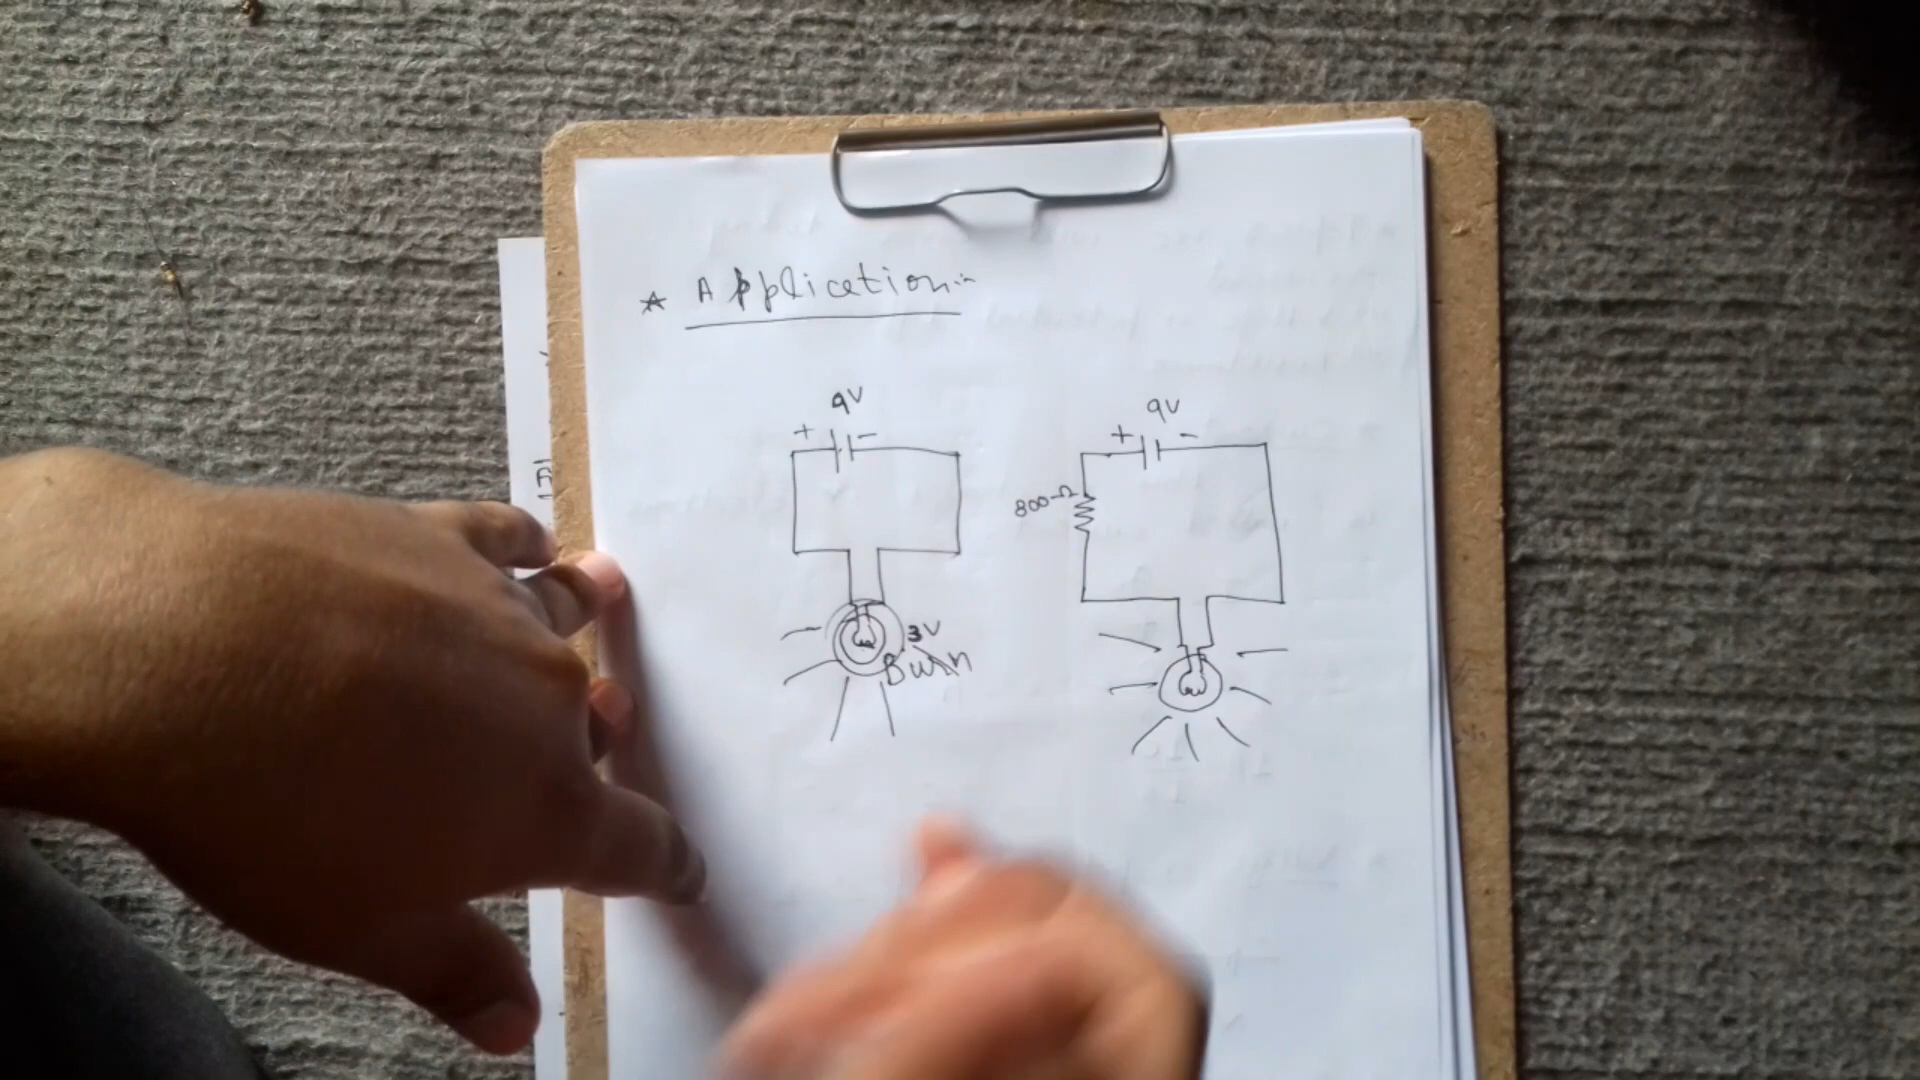 * Application:-
9V
+ -
3V
Burn
9V
+ -
800Ω